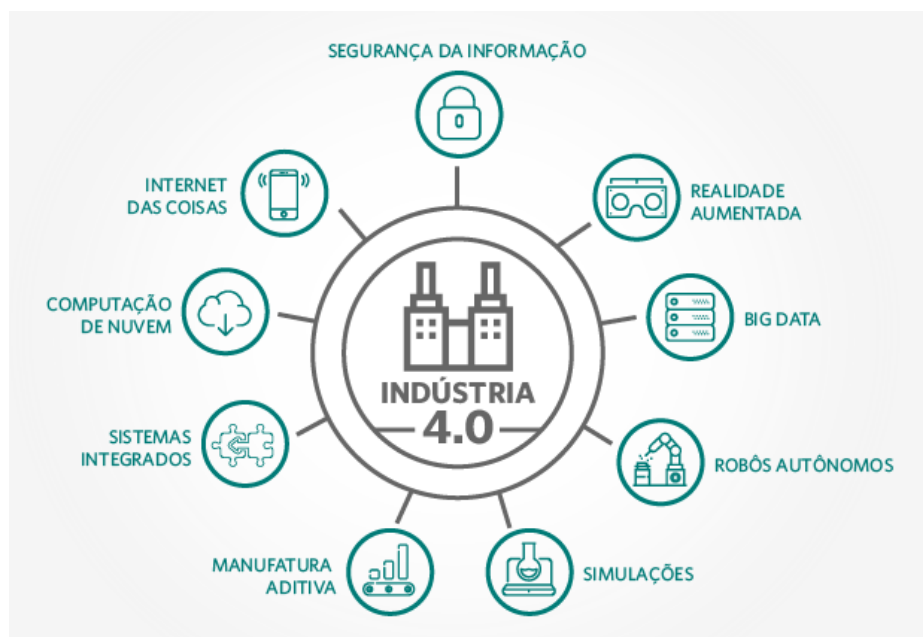 SEGURANÇA DA INFORMAÇÃO
INTERNET
DAS COISAS
REALIDADE
AUMENTADA
COMPUTAÇÃO
DE NUVEM
BIG DATA
INDÚSTRIA
4.0
SISTEMAS
INTEGRADOS
ROBÔS AUTÔNOMOS
MANUFATURA
ADITIVA
SIMULAÇÕES